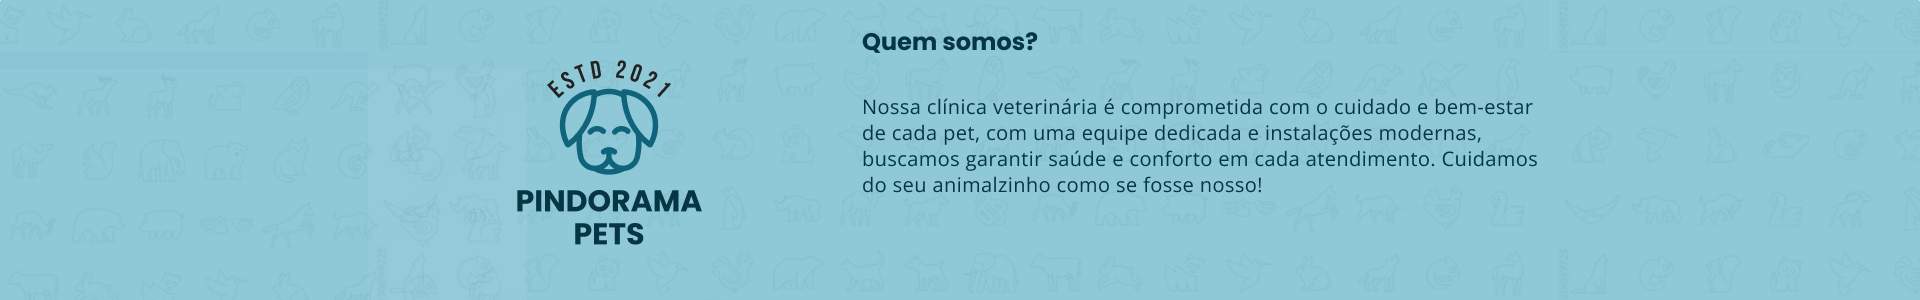 ESTD 2021
PINDORAMA
PETS
Quem somos?
Nossa clínica veterinária é comprometida com o cuidado e bem-estar
de cada pet, com uma equipe dedicada e instalações modernas,
buscamos garantir saúde e conforto em cada atendimento. Cuidamos
do seu animalzinho como se fosse nosso!